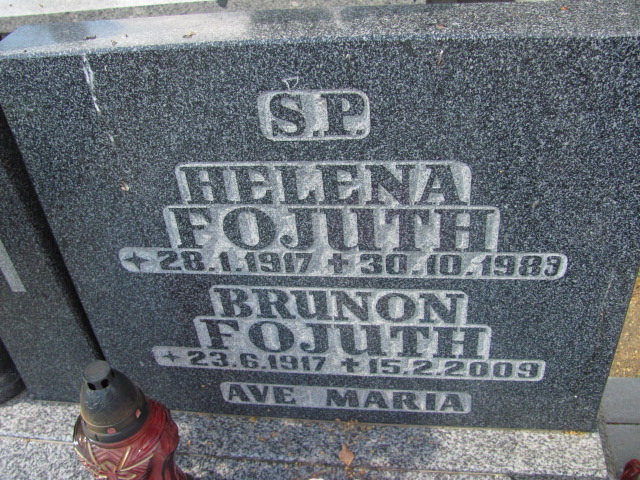 Ś.P.
HELENA
FOJUTH
✦ 28.1.1917 ✝ 30.10.1983
BRUNON
FOJUTH
✦ 23.6.1917 ✝ 15.2.2009
AVE MARIA